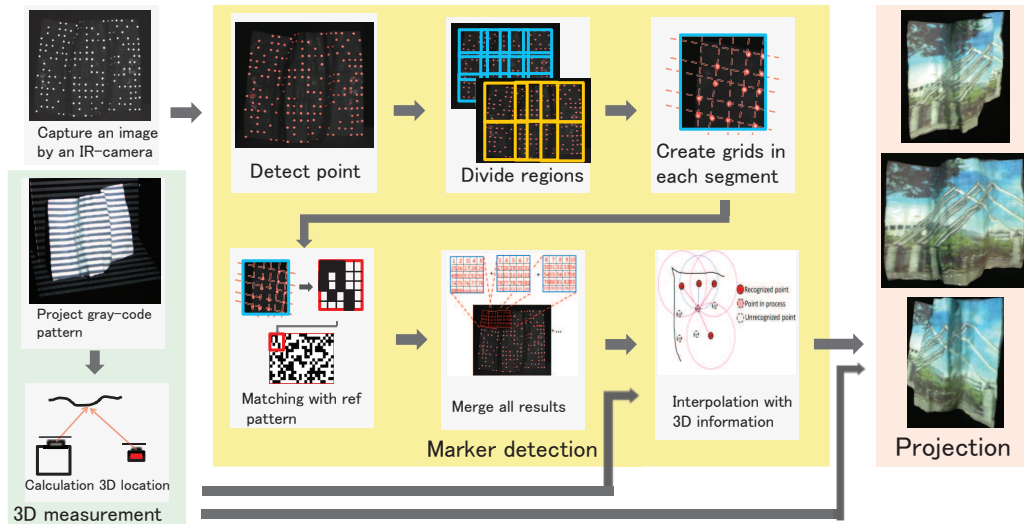 Capture an image
by an IR-camera
Detect point
Divide regions
Create grids in
each segment
Project gray-code
pattern
Calculation 3D location
3D measurement
Matching with ref
pattern
Merge all results
Recognized point
Point in process
Unrecognized point
Interpolation with
3D information
Marker detection
Projection